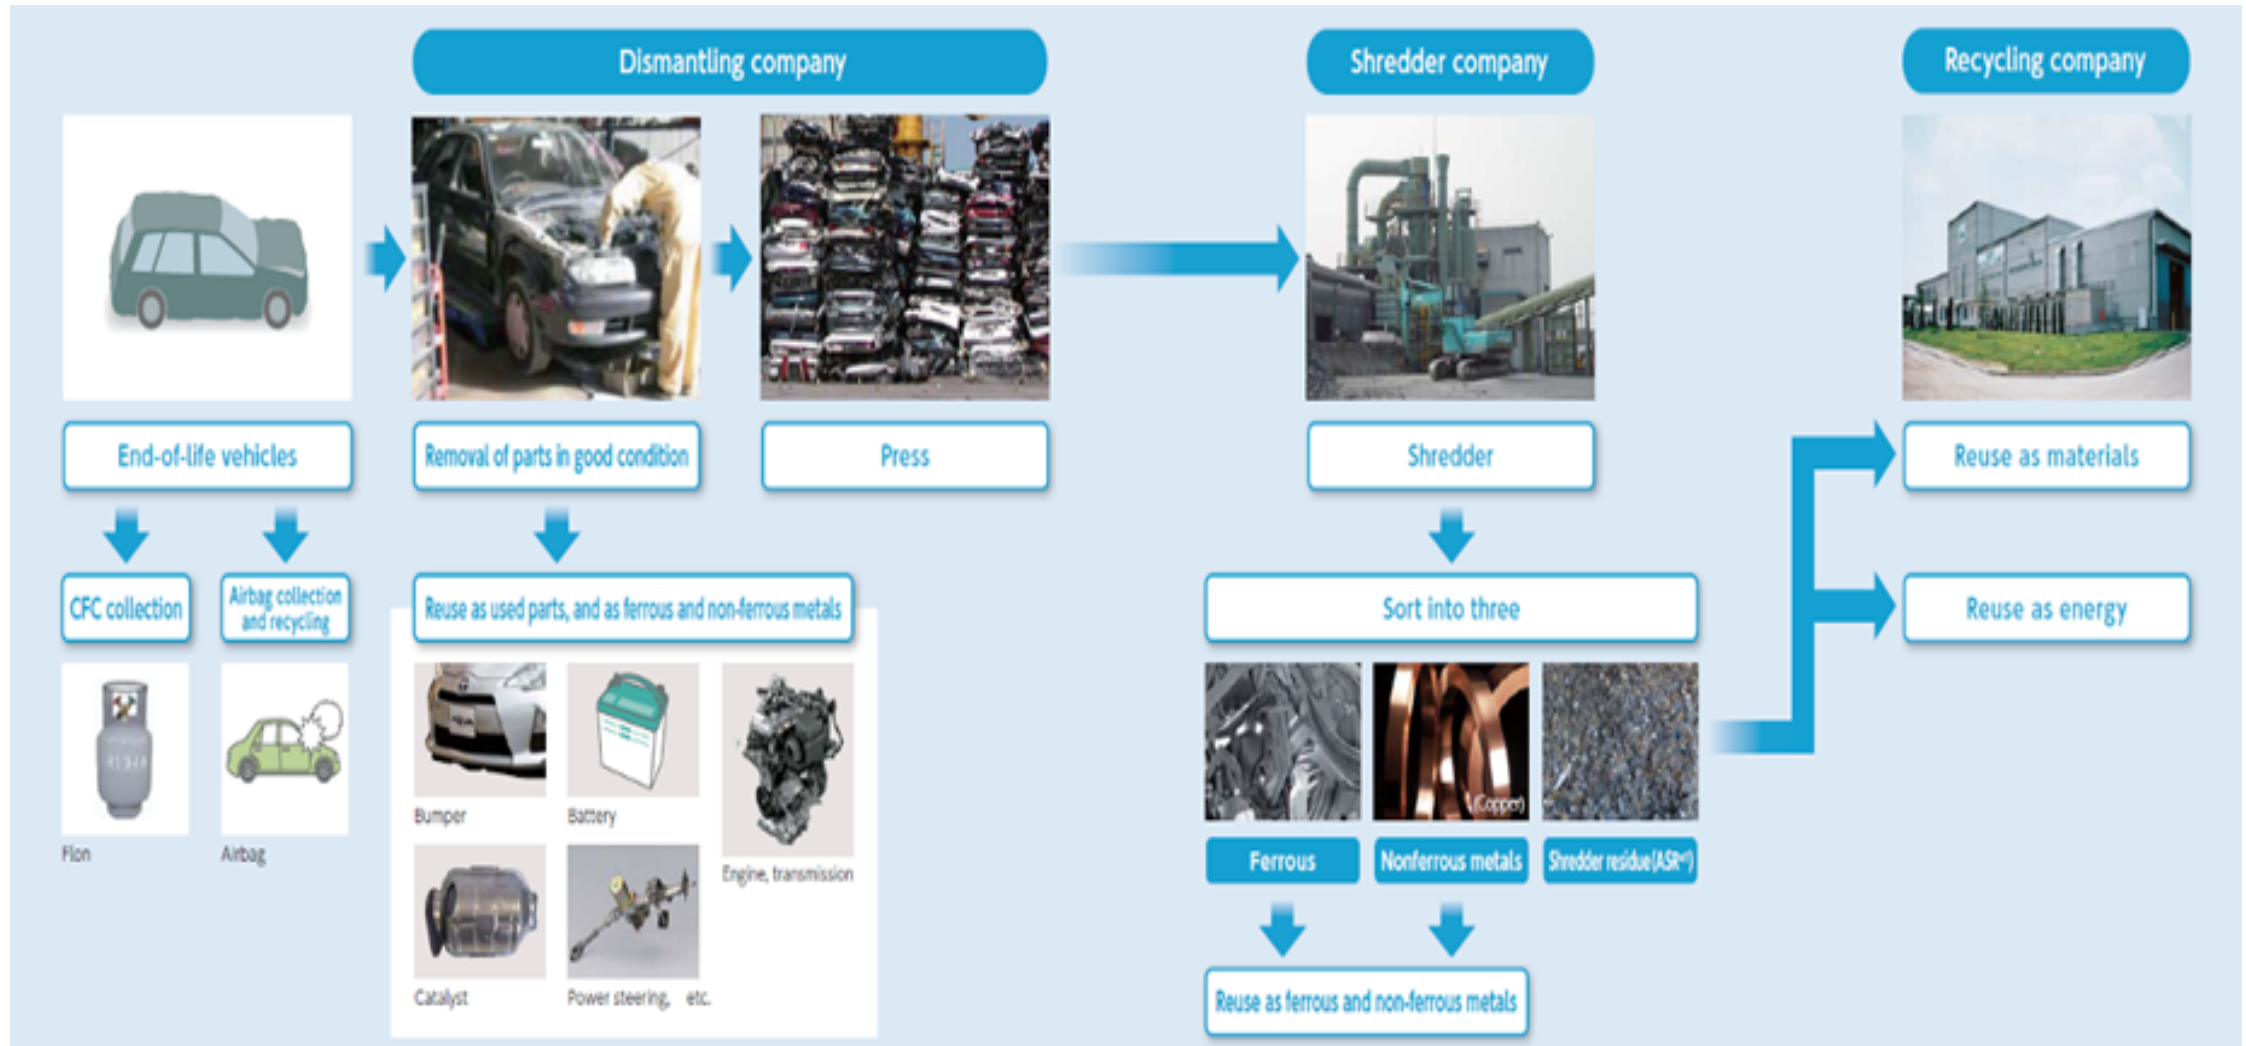 Dismantling company
Shredder company
Recycling company
End-of-life vehicles
Removal of parts in good condition
Press
Shredder
Reuse as materials
CFC collection
Airbag collection
and recycling
Reuse as used parts, and as ferrous and non-ferrous metals
Sort into three
Reuse as energy
Flon
Airbag
Bumper
Battery
Engine, transmission
Catalyst
Power steering, etc.
(Copper)
Ferrous
Nonferrous metals
Shredder residue (ASR
Reuse as ferrous and non-ferrous metals